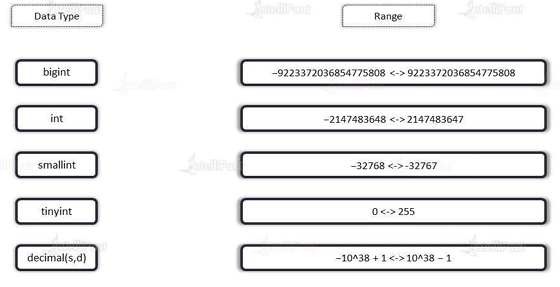 Data Type Range
bigint −9223372036854775808 <-> 9223372036854775808
int −2147483648 <-> 2147483647
smallint −32768 <-> -32767
tinyint 0 <-> 255
decimal(s,d) −10^38 + 1 <-> 10^38 − 1